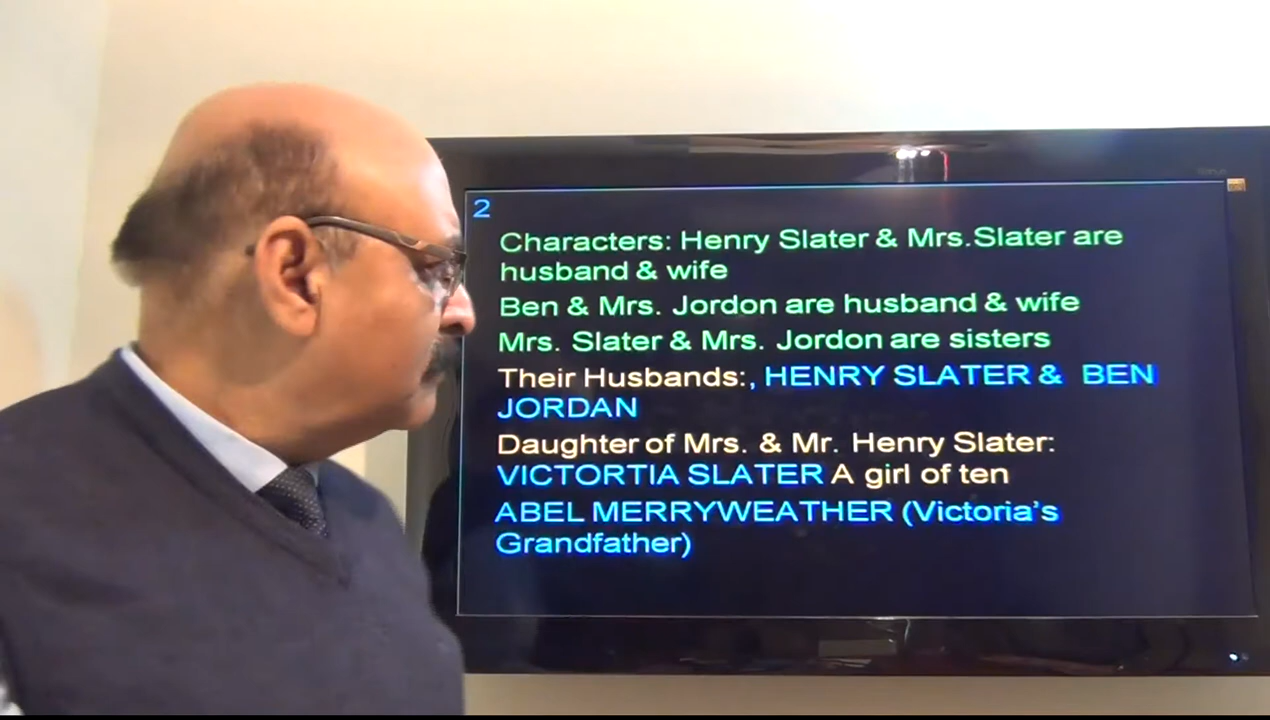 2
Characters: Henry Slater & Mrs.Slater are
husband & wife
Ben & Mrs. Jordon are husband & wife
Mrs. Slater & Mrs. Jordon are sisters
Their Husbands:, HENRY SLATER & BEN
JORDAN
Daughter of Mrs. & Mr. Henry Slater:
VICTORTIA SLATER A girl of ten
ABEL MERRYWEATHER (Victoria's
Grandfather)